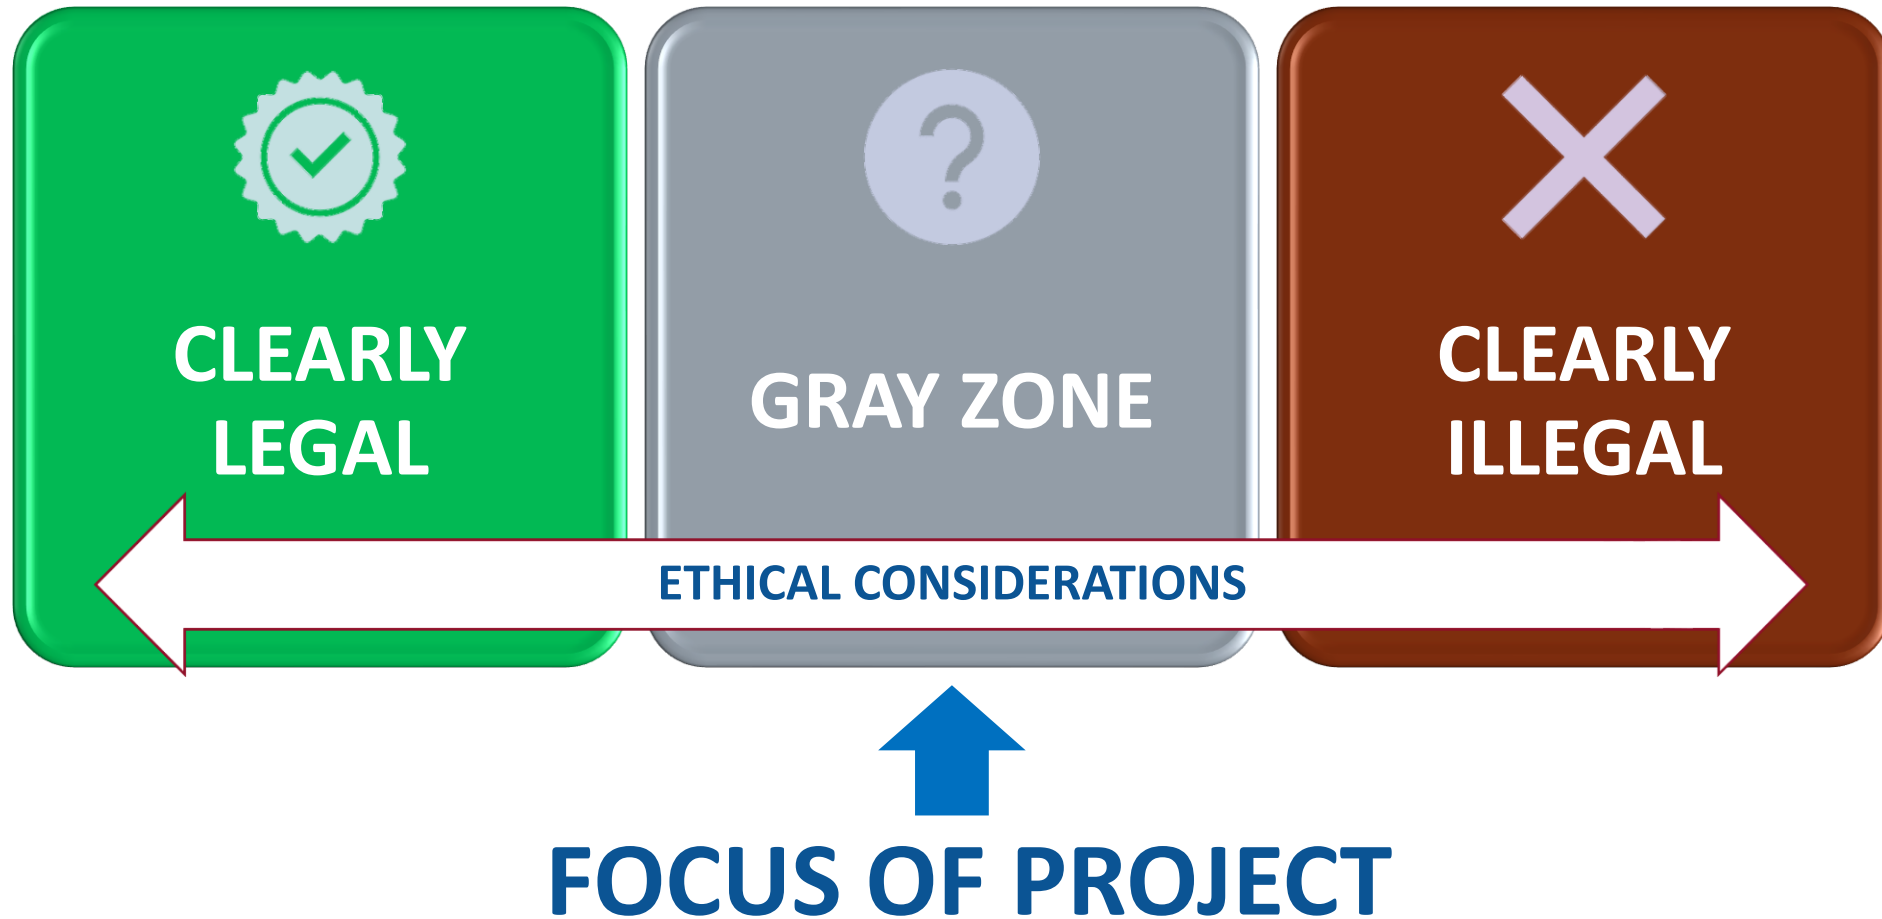 CLEARLY
LEGAL
GRAY ZONE
CLEARLY
ILLEGAL
ETHICAL CONSIDERATIONS
FOCUS OF PROJECT